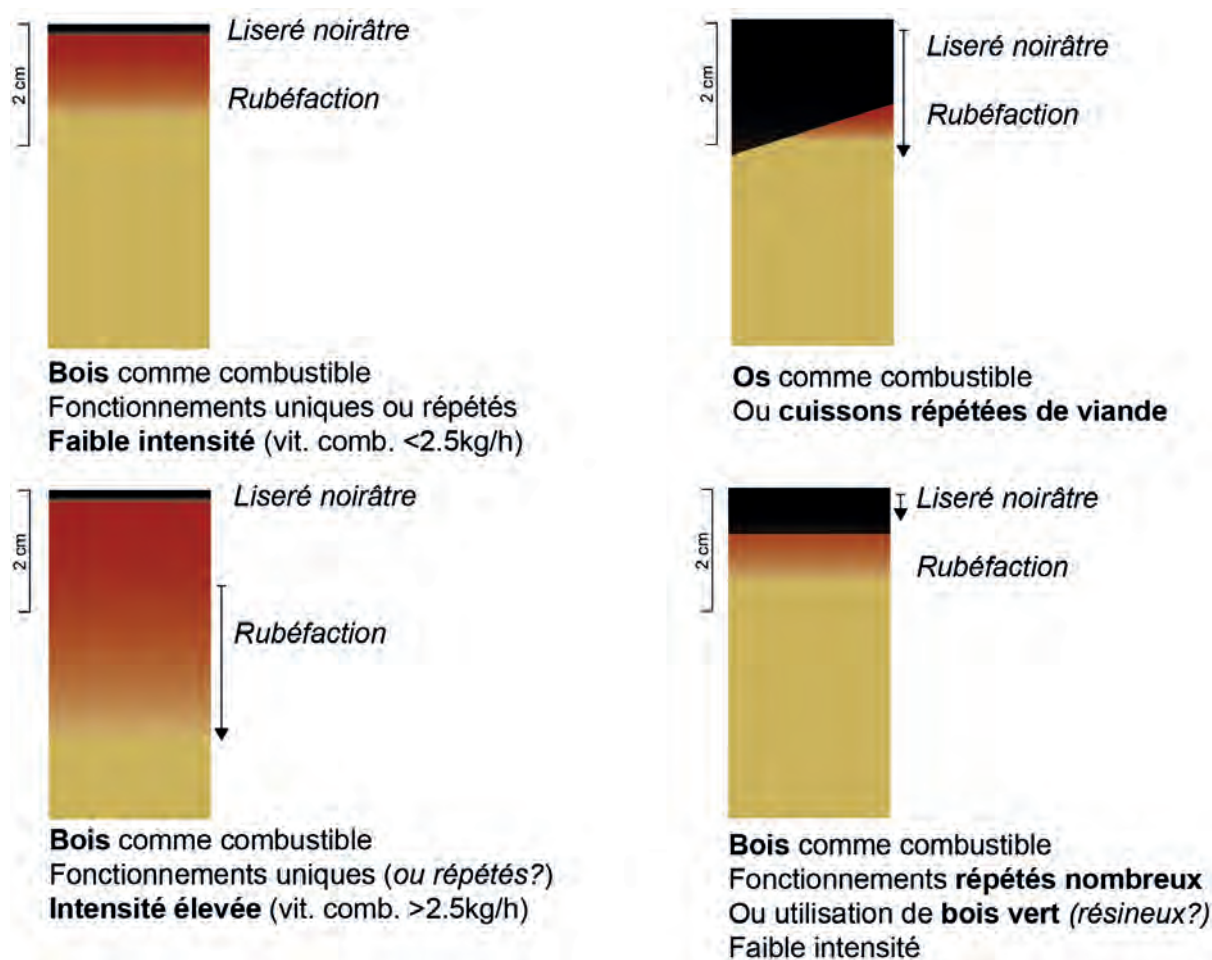 2 cm
Liseré noirâtre
Rubéfaction
Bois comme combustible
Fonctionnements uniques ou répétés
Faible intensité (vit. comb. <2.5kg/h)
2 cm
Liseré noirâtre
Rubéfaction
Os comme combustible
Ou cuissons répétées de viande
2 cm
Liseré noirâtre
Rubéfaction
Bois comme combustible
Fonctionnements uniques (ou répétés?)
Intensité élevée (vit. comb. >2.5kg/h)
2 cm
Liseré noirâtre
Rubéfaction
Bois comme combustible
Fonctionnements répétés nombreux
Ou utilisation de bois vert (résineux?)
Faible intensité